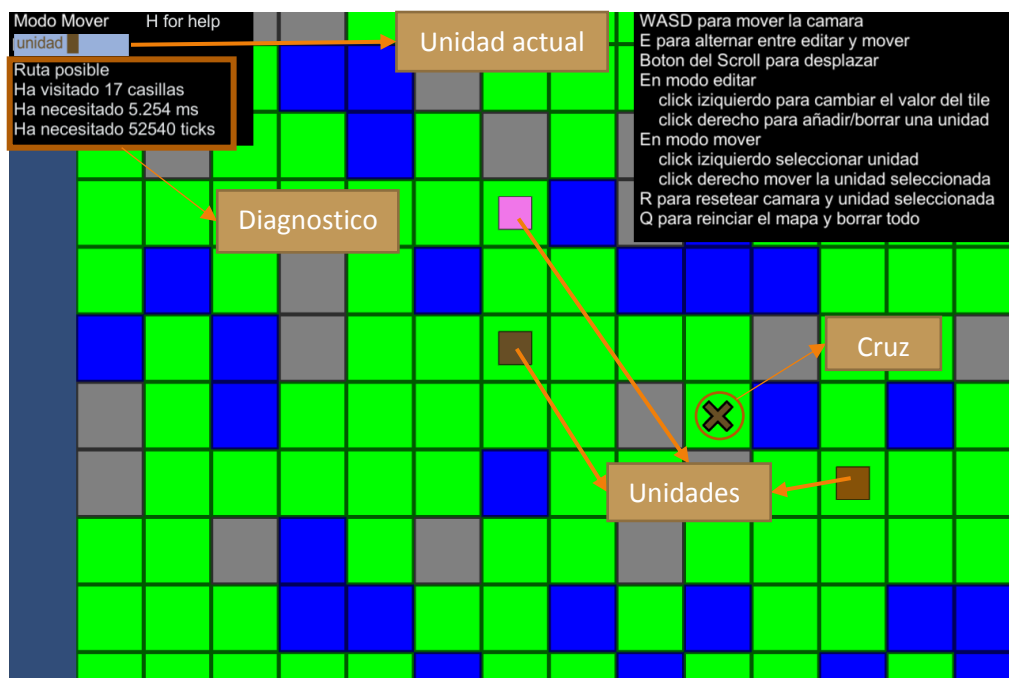 Modo Mover H for help
unidad
Ruta posible
Ha visitado 17 casillas
Ha necesitado 5.254 ms
Ha necesitado 52540 ticks
Unidad actual
WASD para mover la camara
E para alternar entre editar y mover
Boton del Scroll para desplazar
En modo editar
click iziquierdo para cambiar el valor del tile
click derecho para añadir/borrar una unidad
En modo mover
click iziquierdo seleccionar unidad
click derecho mover la unidad seleccionada
R para resetear camara y unidad seleccionada
Q para reinciar el mapa y borrar todo
Diagnostico
Cruz
Unidades